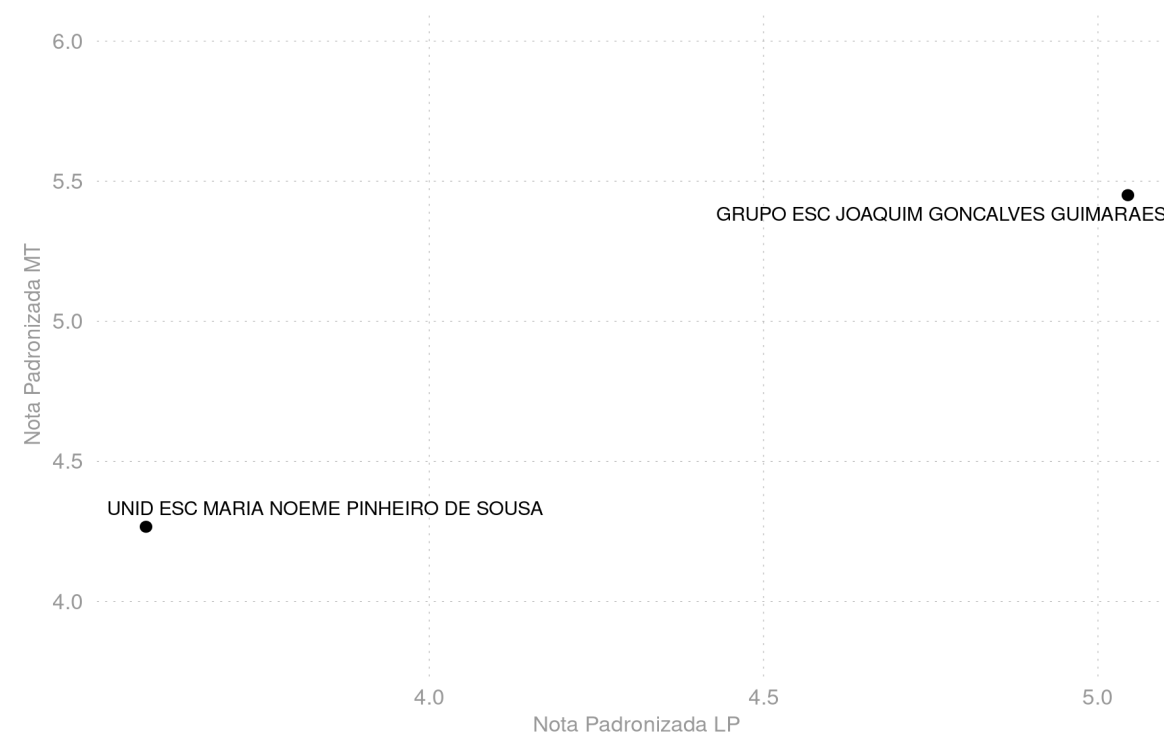 6.0
5.5
GRUPO ESC JOAQUIM GONCALVES GUIMARAES
5.0
Nota Padronizada MT
4.5
UNID ESC MARIA NOEME PINHEIRO DE SOUSA
4.0
4.0 4.5 5.0
Nota Padronizada LP